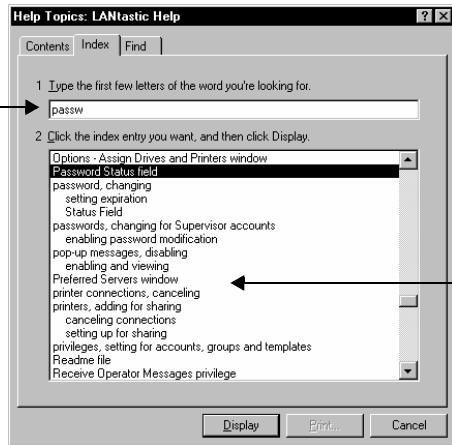 Help Topics: LANtastic Help
Contents Index Find
1 Type the first few letters of the word you're looking for.
passw
2 Click the index entry you want, and then click Display.
Options - Assign Drives and Printers window
Password Status field
password, changing
setting expiration
Status Field
passwords, changing for Supervisor accounts
enabling password modification
pop-up messages, disabling
enabling and viewing
Preferred Servers window
printer connections, canceling
printers, adding for sharing
canceling connections
setting up for sharing
privileges, setting for accounts, groups and templates
Readme file
Receive Operator Messages privilege
Display Print... Cancel